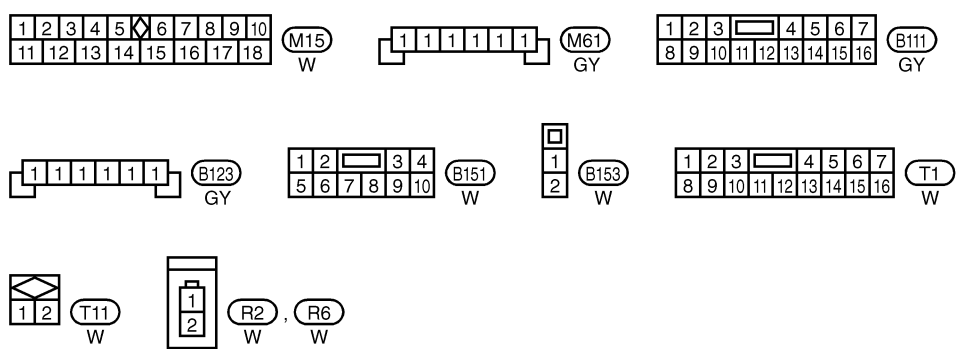 1 2 3 4 5 6 7 8 9 10
11 12 13 14 15 16 17 18
M15
W
1 1 1 1 1 1
M61
GY
1 2 3 4 5 6 7
8 9 10 11 12 13 14 15 16
B111
GY
1 1 1 1 1 1
B123
GY
1 2 3 4
5 6 7 8 9 10
B151
W
1
2
B153
W
1 2 3 4 5 6 7
8 9 10 11 12 13 14 15 16
T1
W
1 2
T11
W
1
2
R2 , R6
W W